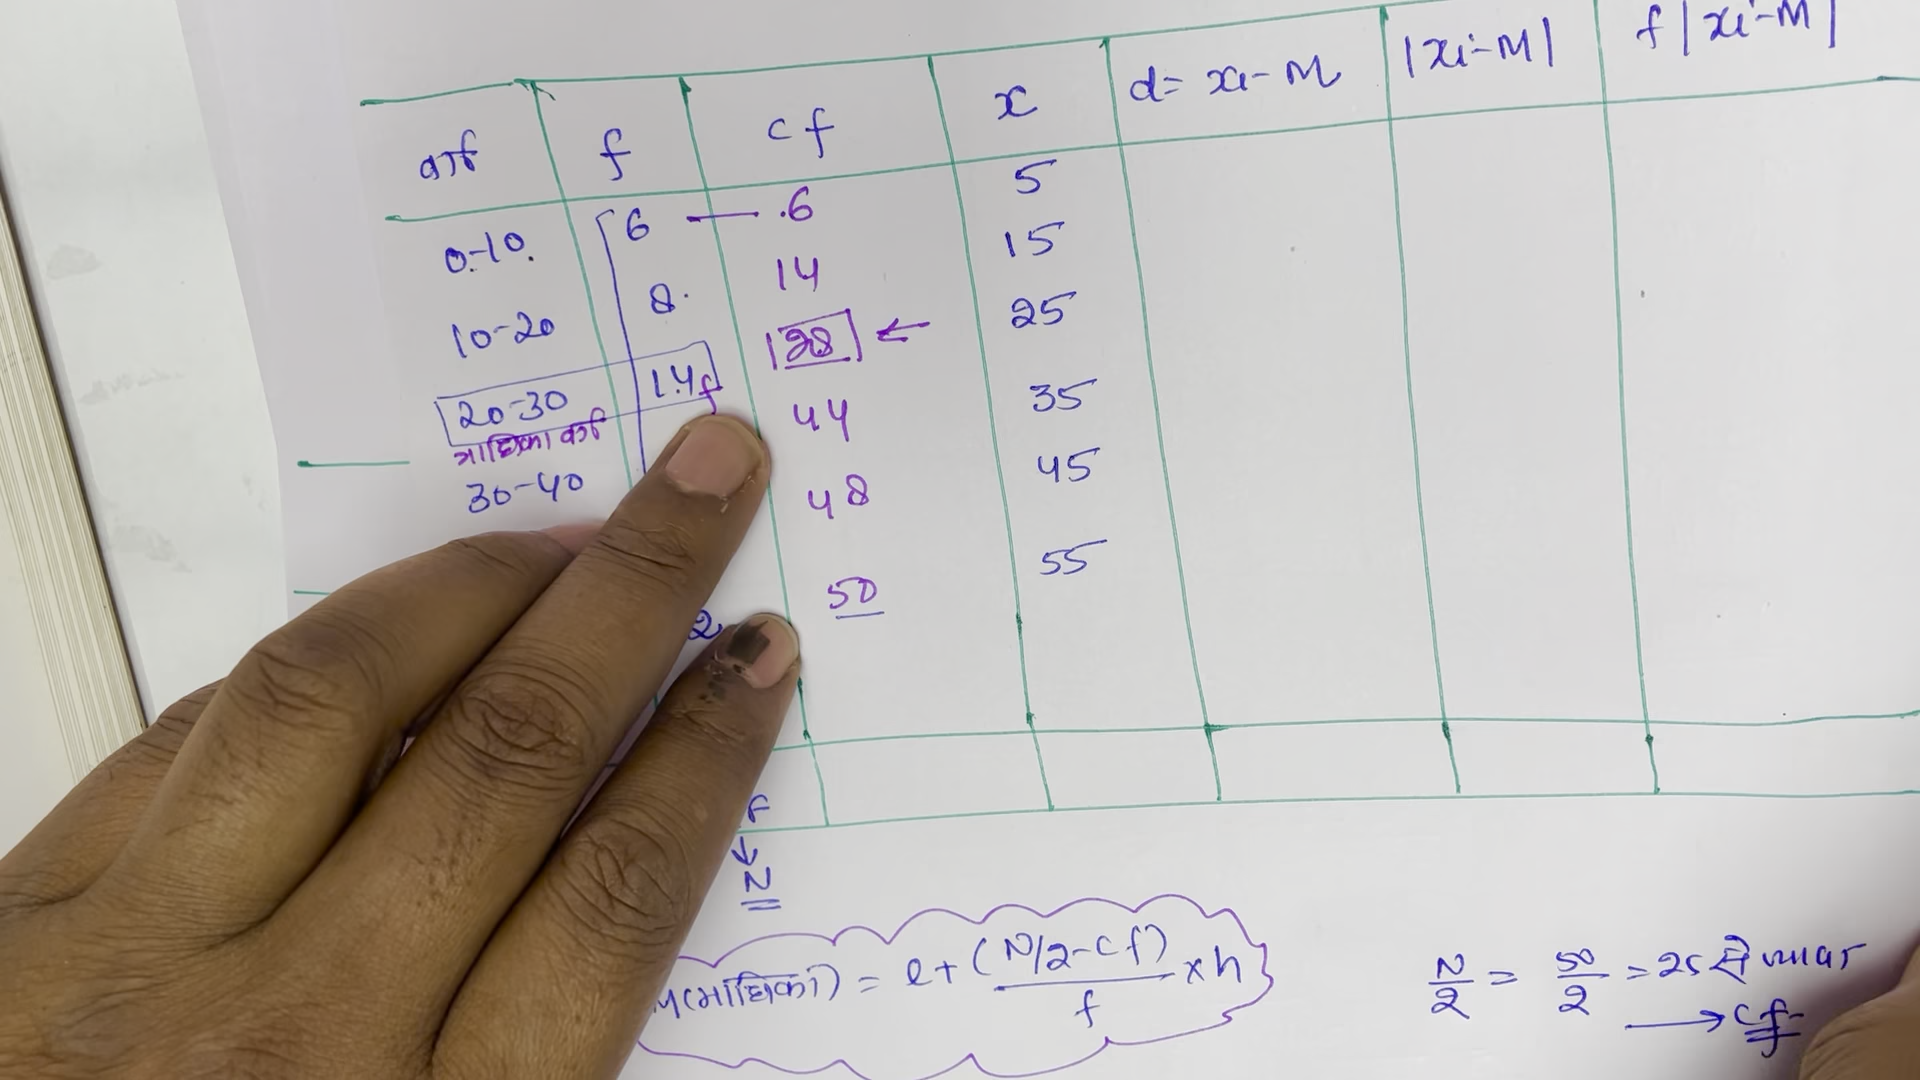 वर्ग f cf x d= xi-M |xi-M| f|xi-M|
0-10. 6 .6 5
10-20 8. 14 15
20-30 14 f 28 ← 25
माध्यिका वर्ग
30-40 44 35
48 45
2 50 55
f
↓
N
M(माध्यिका) = l+(N/2-cf)/f ×h
N/2 = 50/2 =25 से ज्यादा
→ cf